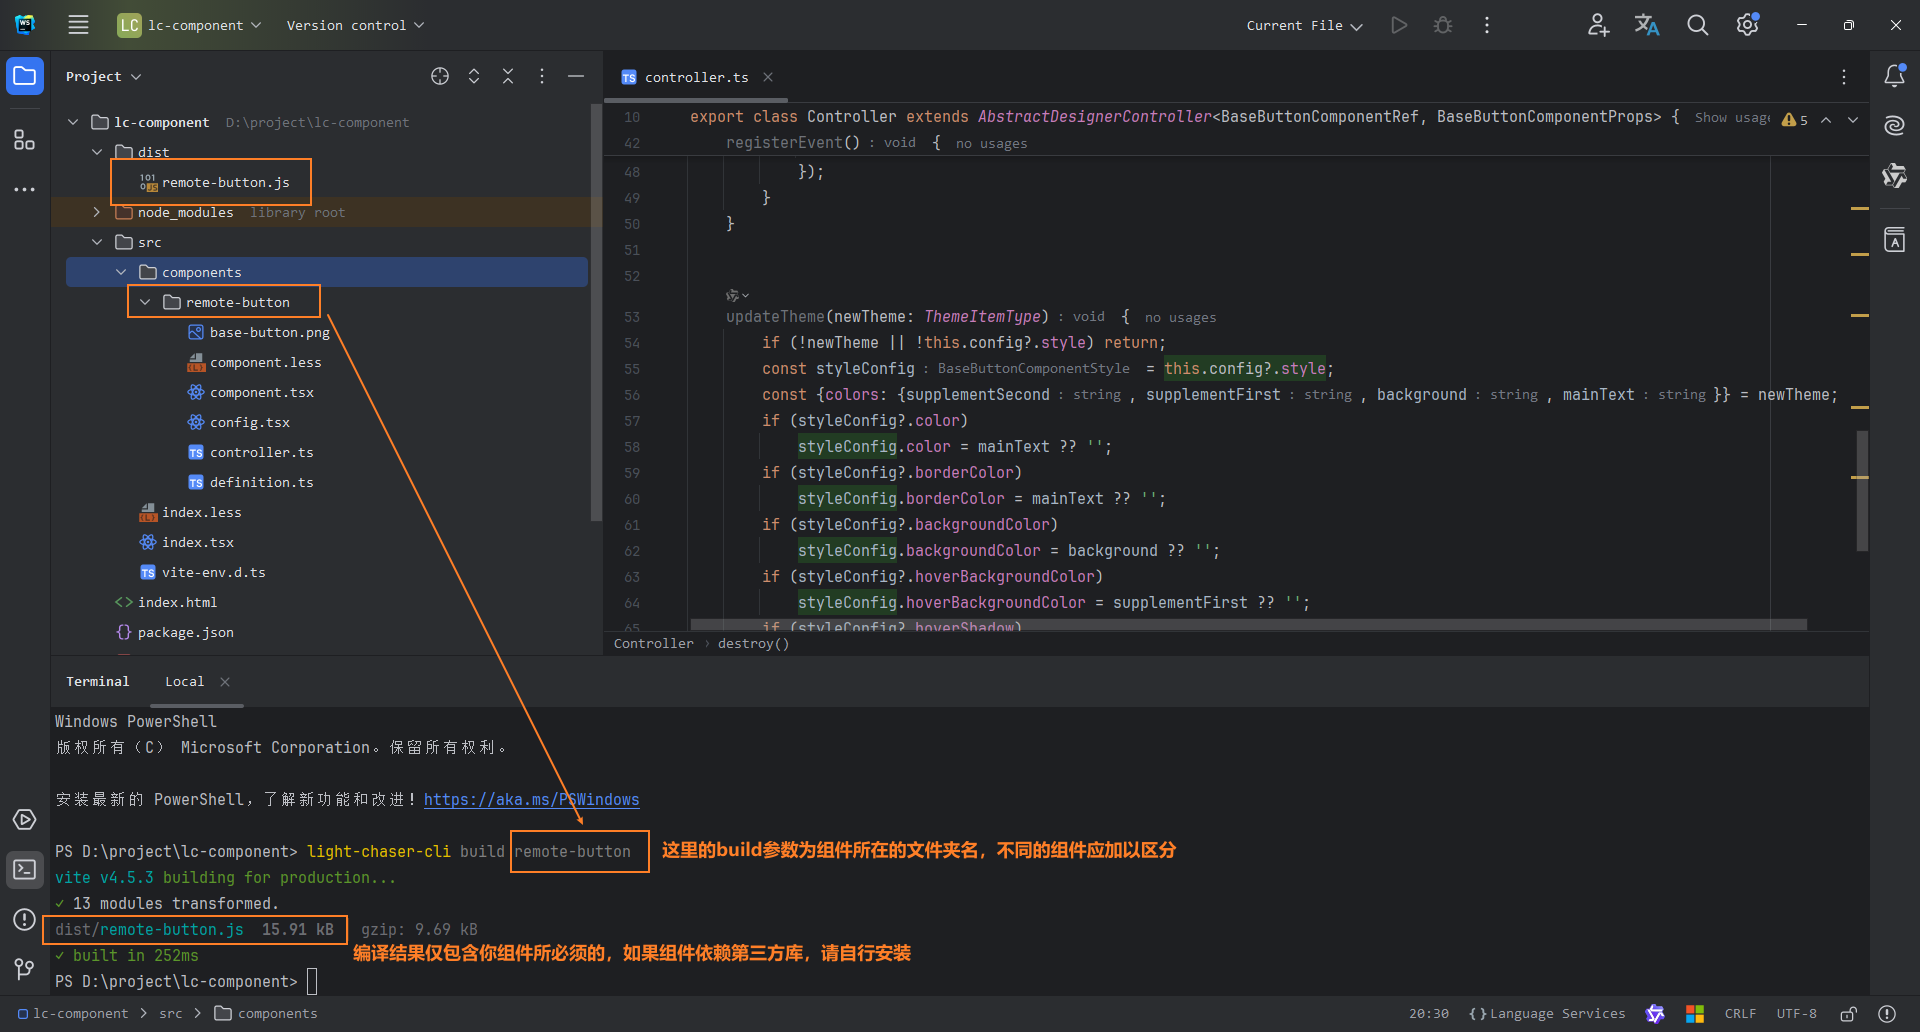 LC lc-component Version control Current File
Project
lc-component D:\project\lc-component
dist
remote-button.js
node_modules library root
src
components
remote-button
base-button.png
component.less
component.tsx
config.tsx
controller.ts
definition.ts
index.less
index.tsx
vite-env.d.ts
index.html
package.json
controller.ts
10 export class Controller extends AbstractDesignerController<BaseButtonComponentRef, BaseButtonComponentProps> { Show usage 5
42 registerEvent() : void { no usages
48 });
49 }
50 }
51
52
53 updateTheme(newTheme: ThemeItemType) : void { no usages
54 if (!newTheme || !this.config?.style) return;
55 const styleConfig : BaseButtonComponentStyle = this.config?.style;
56 const {colors: {supplementSecond : string , supplementFirst : string , background : string , mainText : string }} = newTheme;
57 if (styleConfig?.color)
58 styleConfig.color = mainText ?? '';
59 if (styleConfig?.borderColor)
60 styleConfig.borderColor = mainText ?? '';
61 if (styleConfig?.backgroundColor)
62 styleConfig.backgroundColor = background ?? '';
63 if (styleConfig?.hoverBackgroundColor)
64 styleConfig.hoverBackgroundColor = supplementFirst ?? '';
65 if (styleConfig?.hoverShadow)
Controller › destroy()
Terminal Local
Windows PowerShell
版权所有（C） Microsoft Corporation。保留所有权利。
安装最新的 PowerShell，了解新功能和改进！https://aka.ms/PSWindows
PS D:\project\lc-component> light-chaser-cli build remote-button 这里的build参数为组件所在的文件夹名，不同的组件应加以区分
vite v4.5.3 building for production...
✓ 13 modules transformed.
dist/remote-button.js 15.91 kB gzip: 9.69 kB
✓ built in 252ms 编译结果仅包含你组件所必须的，如果组件依赖第三方库，请自行安装
PS D:\project\lc-component>
lc-component > src > components 20:30 {} Language Services CRLF UTF-8